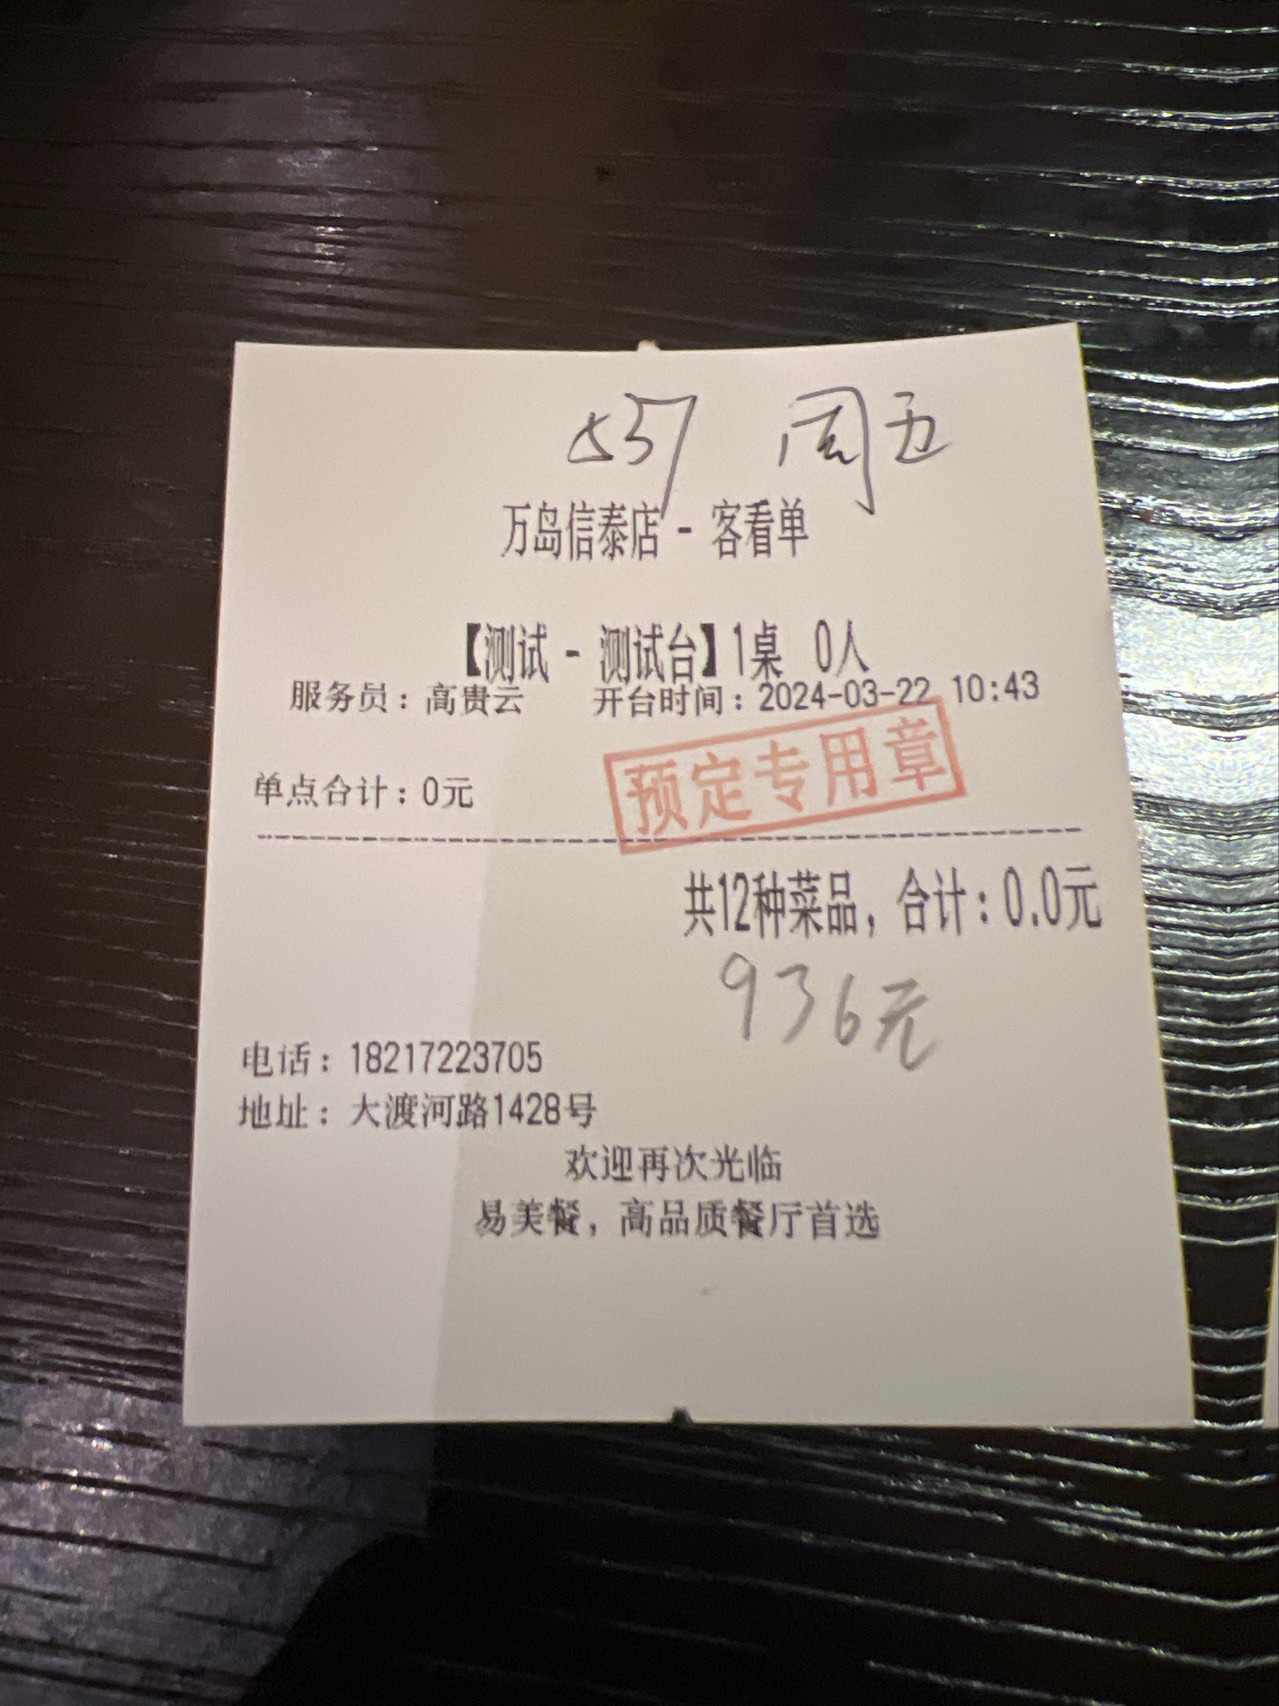 557 周五
万岛信泰店 - 客看单
【测试 - 测试台】1桌 0人
服务员：高贵云 开台时间：2024-03-22 10:43
预定专用章
单点合计：0元
共12种菜品，合计：0.0元
936元
电话：18217223705
地址：大渡河路1428号
欢迎再次光临
易美餐，高品质餐厅首选